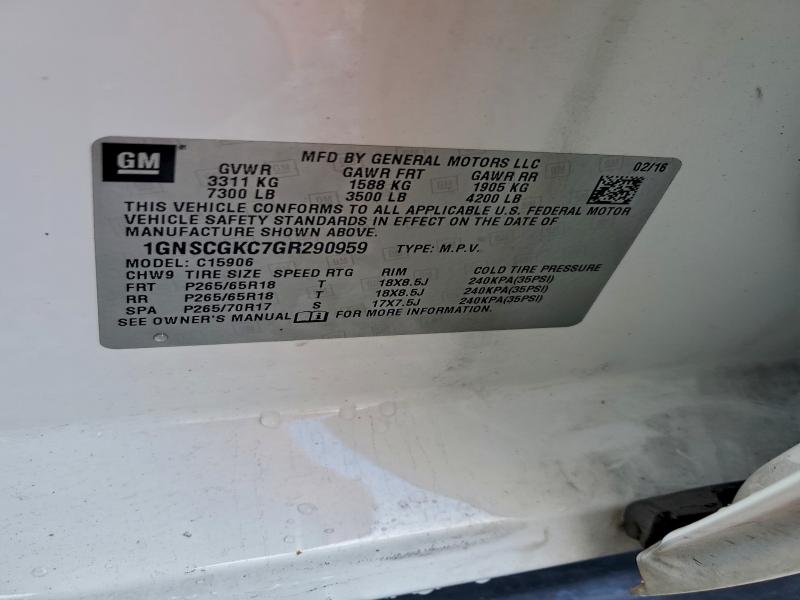 GM MFD BY GENERAL MOTORS LLC 02/16
GVWR GAWR FRT GAWR RR
3311 KG 1588 KG 1905 KG
7300 LB 3500 LB 4200 LB
THIS VEHICLE CONFORMS TO ALL APPLICABLE U.S. FEDERAL MOTOR
VEHICLE SAFETY STANDARDS IN EFFECT ON THE DATE OF
MANUFACTURE SHOWN ABOVE.
1GNSCGKC7GR290959 TYPE: M.P.V.
MODEL: C15906
CHW9 TIRE SIZE SPEED RTG RIM COLD TIRE PRESSURE
FRT P265/65R18 T 18X8.5J 240KPA(35PSI)
RR P265/65R18 T 18X8.5J 240KPA(35PSI)
SPA P265/70R17 S 17X7.5J 240KPA(35PSI)
SEE OWNER'S MANUAL FOR MORE INFORMATION.